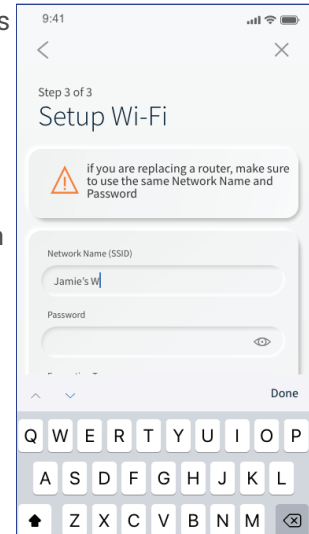 s
9:41
Step 3 of 3
Setup Wi-Fi
if you are replacing a router, make sure
to use the same Network Name and
Password
Network Name (SSID)
Jamie's W
Password
Done
Q W E R T Y U I O P
A S D F G H J K L
Z X C V B N M